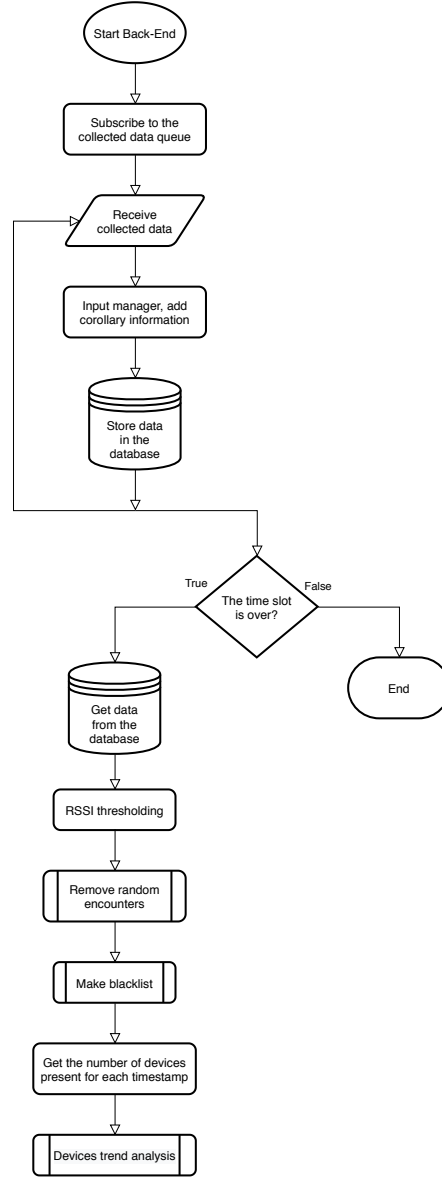 Start Back-End
Subscribe to the
collected data queue
Receive
collected data
Input manager, add
corollary information
Store data
in the
database
The time slot
is over?
True
False
End
Get data
from the
database
RSSI thresholding
Remove random
encounters
Make blacklist
Get the number of devices
present for each timestamp
Devices trend analysis